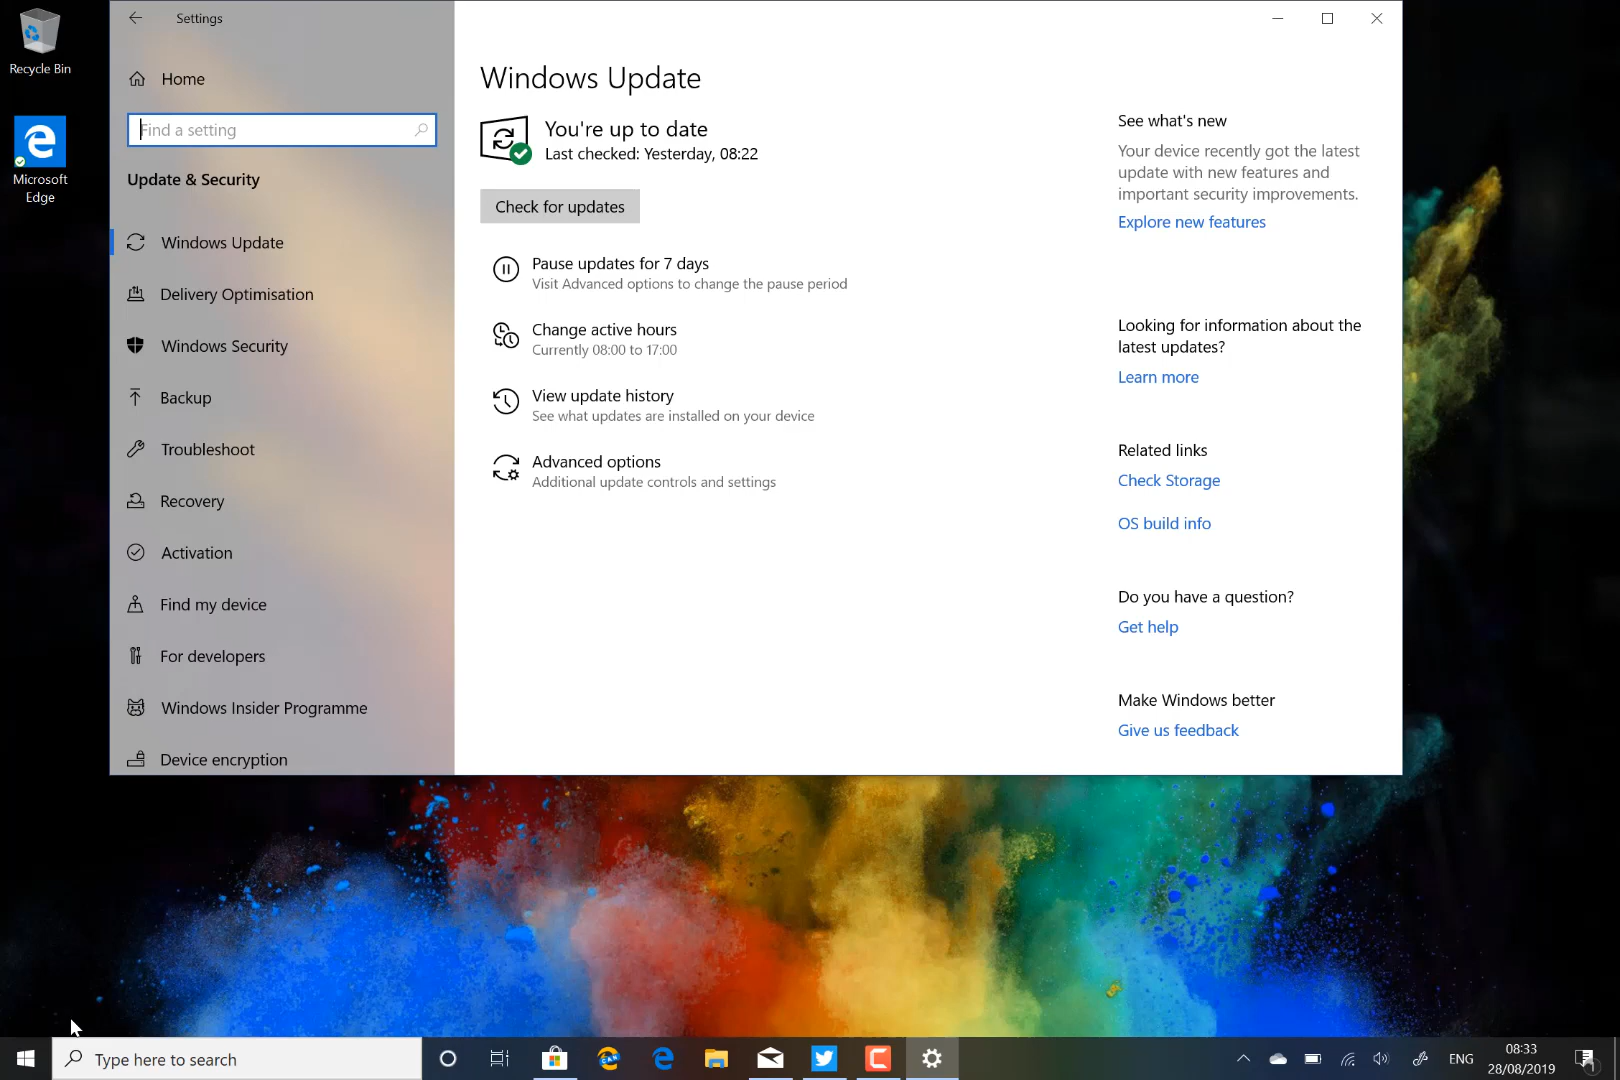 Recycle Bin
Microsoft
Edge
Settings
Home
Find a setting
Update & Security
Windows Update
Delivery Optimisation
Windows Security
Backup
Troubleshoot
Recovery
Activation
Find my device
For developers
Windows Insider Programme
Device encryption
Windows Update
You're up to date
Last checked: Yesterday, 08:22
Check for updates
Pause updates for 7 days
Visit Advanced options to change the pause period
Change active hours
Currently 08:00 to 17:00
View update history
See what updates are installed on your device
Advanced options
Additional update controls and settings
See what's new
Your device recently got the latest
update with new features and
important security improvements.
Explore new features
Looking for information about the
latest updates?
Learn more
Related links
Check Storage
OS build info
Do you have a question?
Get help
Make Windows better
Give us feedback
Type here to search
CAN
ENG
08:33
28/08/2019
1